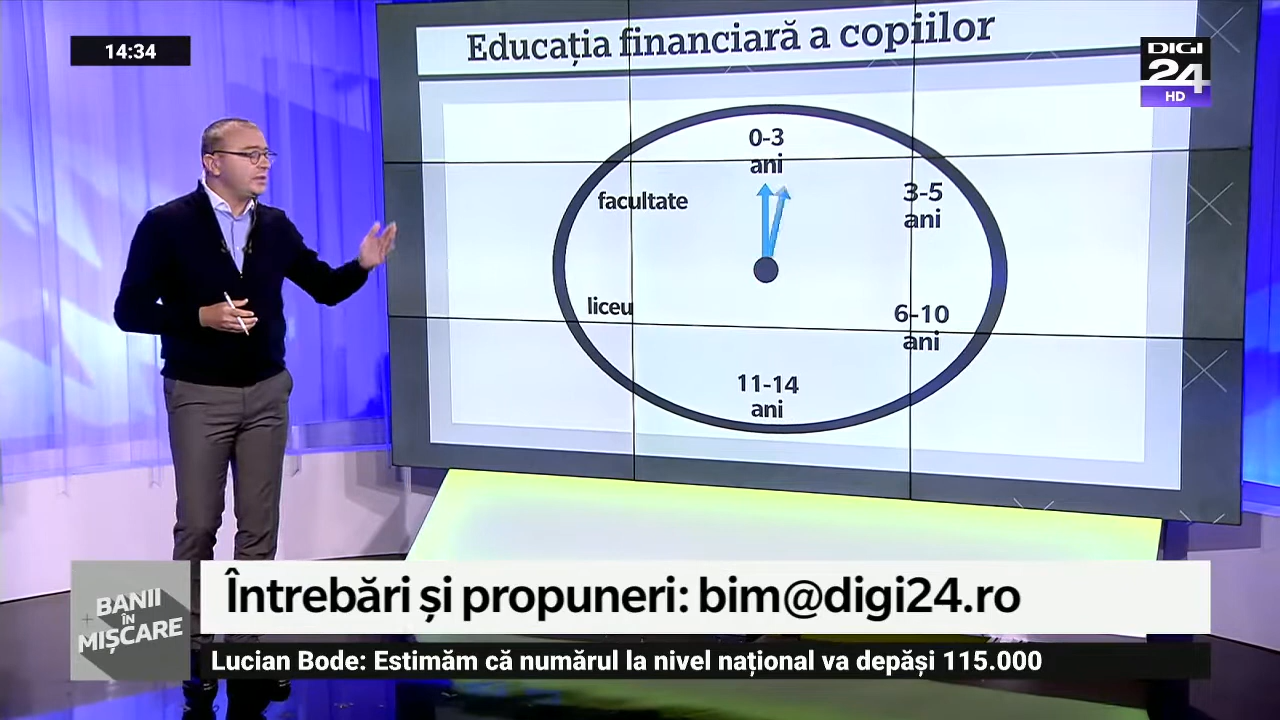 14:34
Educația financiară a copiilor
DIGI
24
HD
0-3
ani
facultate
3-5
ani
liceu
6-10
ani
11-14
ani
BANII
ÎN
MIȘCARE
Întrebări și propuneri: bim@digi24.ro
Lucian Bode: Estimăm că numărul la nivel național va depăși 115.000